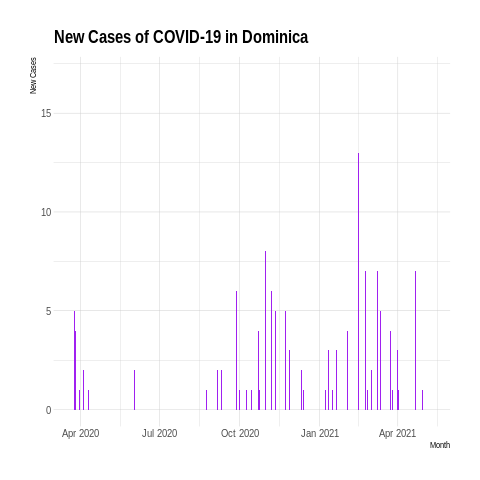 New Cases of COVID-19 in Dominica
New Cases
15
10
5
0
Apr 2020 Jul 2020 Oct 2020 Jan 2021 Apr 2021
Month